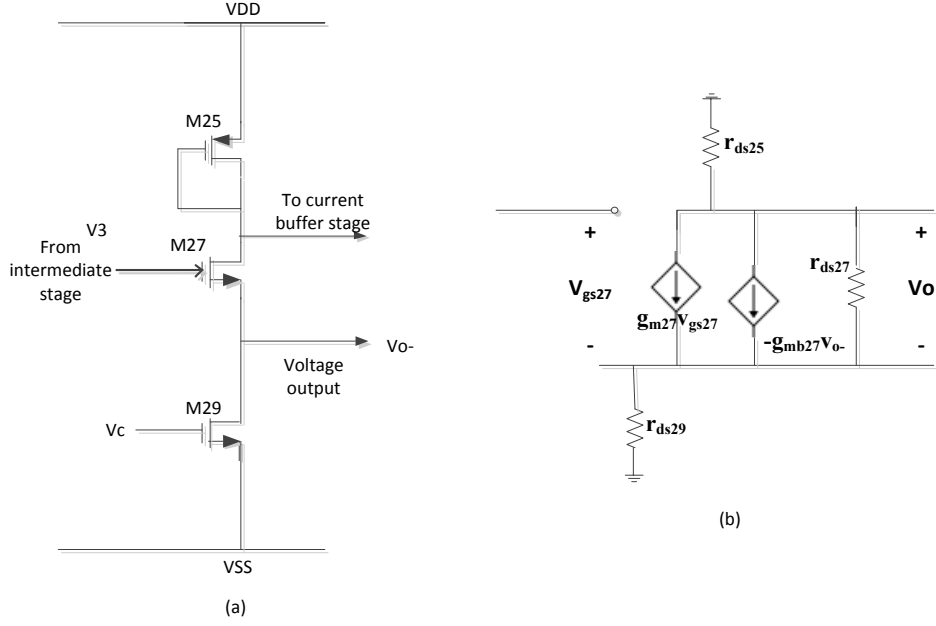 VDD
M25
To current
buffer stage
V3
From
intermediate
stage
M27
Vo-
Voltage
output
M29
Vc
VSS
(a)
rds25
+
Vgs27
-
gm27vgs27
-gmb27vo-
rds27
+
Vo
-
rds29
(b)